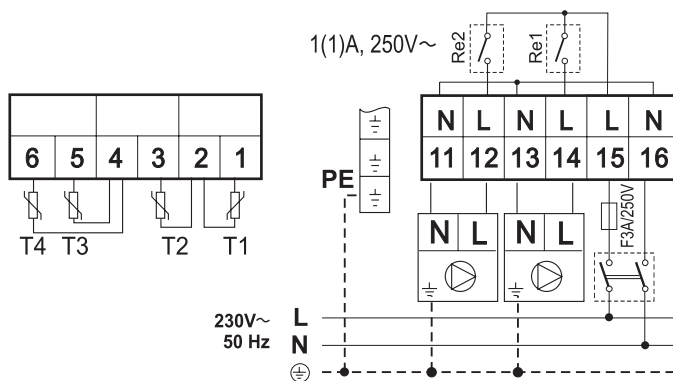 6 5 4 3 2 1
T4 T3 T2 T1
1(1)A, 250V~
Re2
Re1
N L N L L N
11 12 13 14 15 16
PE
N L
N L
F3A/250V
230V~ L
50 Hz N